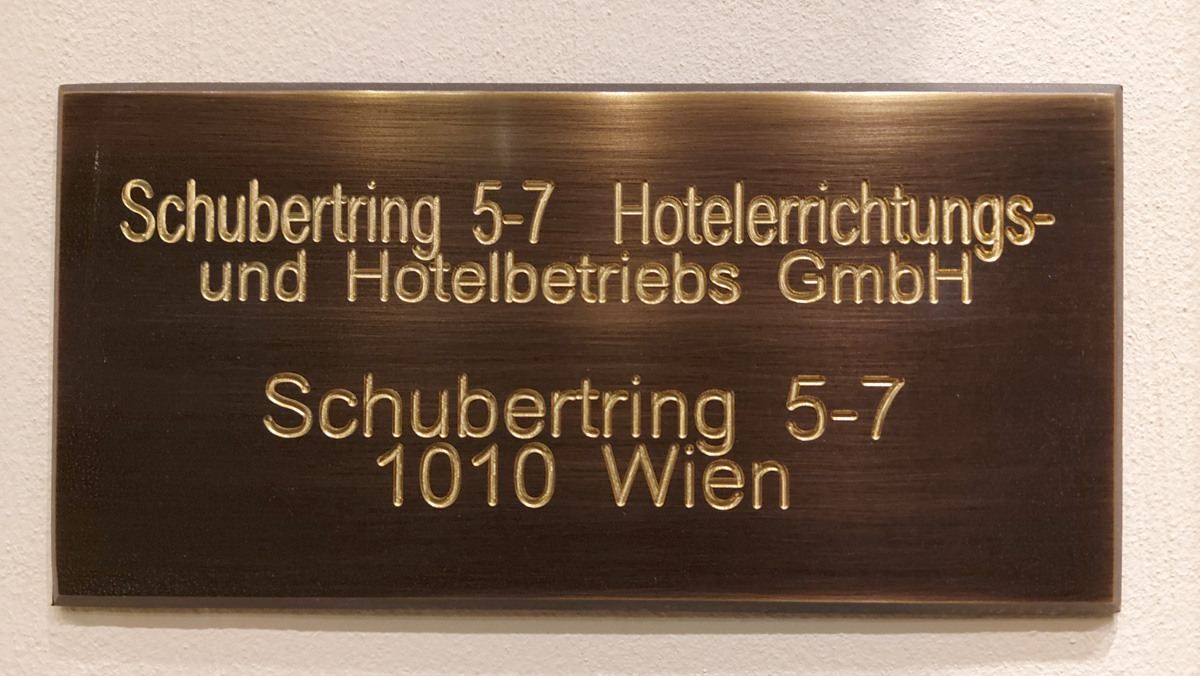 Schubertring 5-7 Hotelerrichtungs-
und Hotelbetriebs GmbH
Schubertring 5-7
1010 Wien